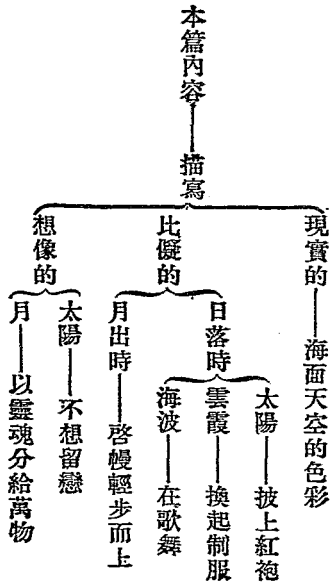 本篇內容——描寫
現實的——海面天空的色彩
比儗的
日落時
太陽——披上紅袍
雲霞——換起制服
海波——在歌舞
月出時——啓幔輕步而上
想像的
太陽——不想留戀
月——以靈魂分給萬物